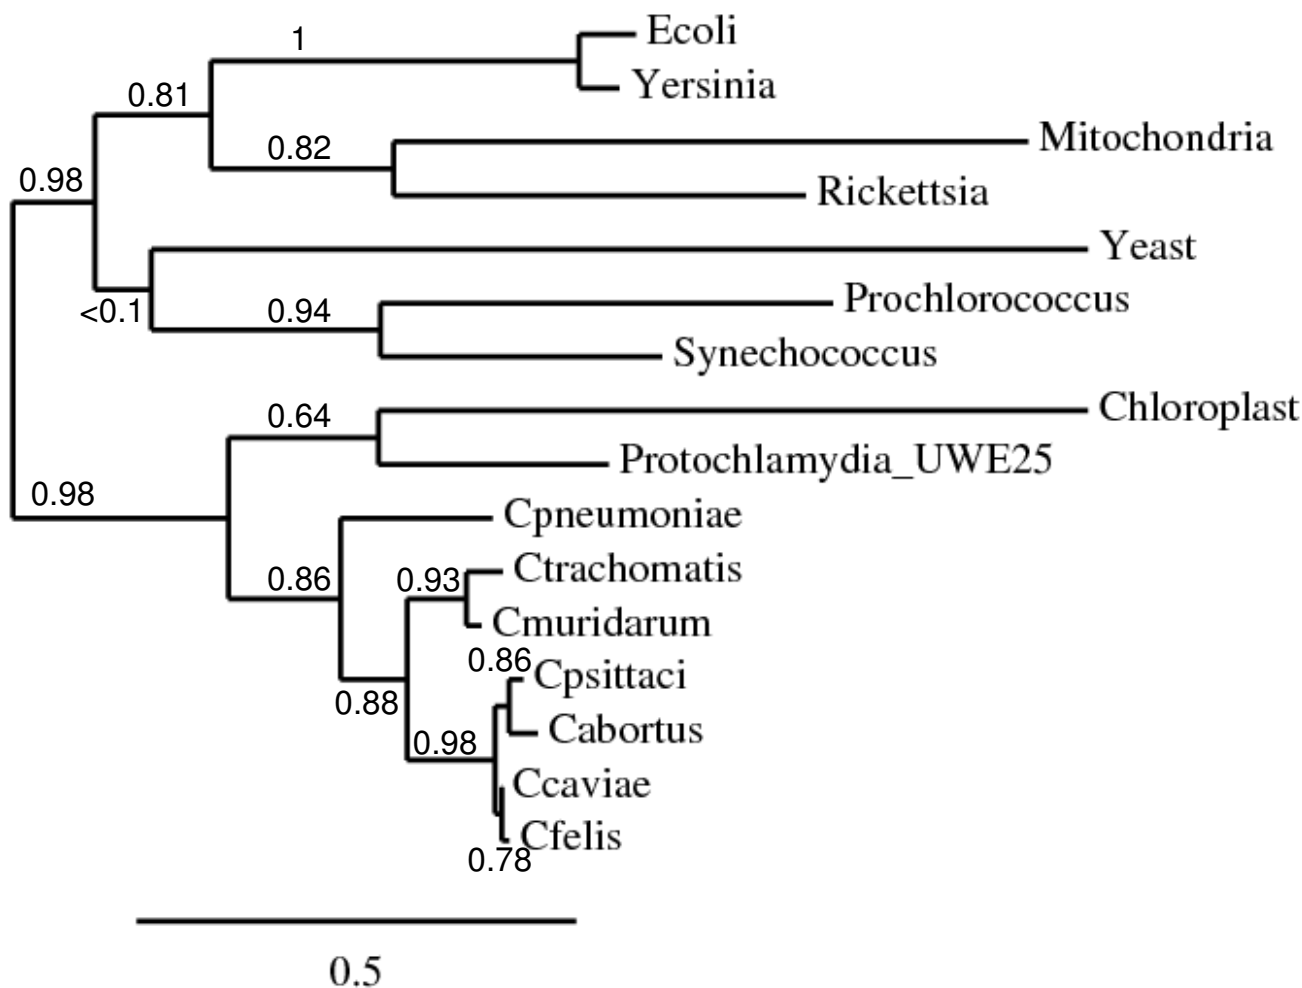 1
Ecoli
0.81
Yersinia
0.82
Mitochondria
0.98
Rickettsia
Yeast
<0.1
0.94
Prochlorococcus
Synechococcus
0.64
Chloroplast
Protochlamydia_UWE25
0.98
Cpneumoniae
0.86
0.93
Ctrachomatis
Cmuridarum
0.86
Cpsittaci
0.88
Cabortus
0.98
Ccaviae
Cfelis
0.78
0.5